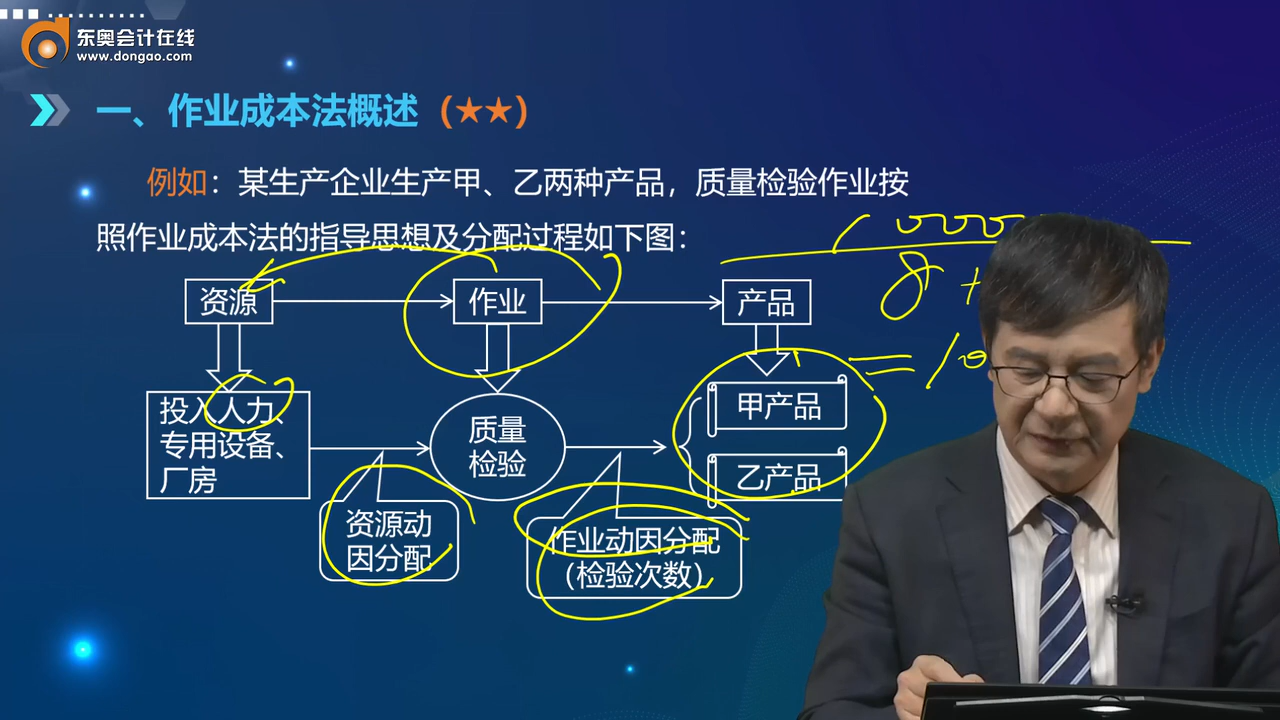 东奥会计在线
www.dongao.com
一、作业成本法概述（★★）
例如：某生产企业生产甲、乙两种产品，质量检验作业按
照作业成本法的指导思想及分配过程如下图：
资源
作业
产品
投入人力、
专用设备、
厂房
质量
检验
甲产品
乙产品
资源动
因分配
作业动因分配
（检验次数）
8 +